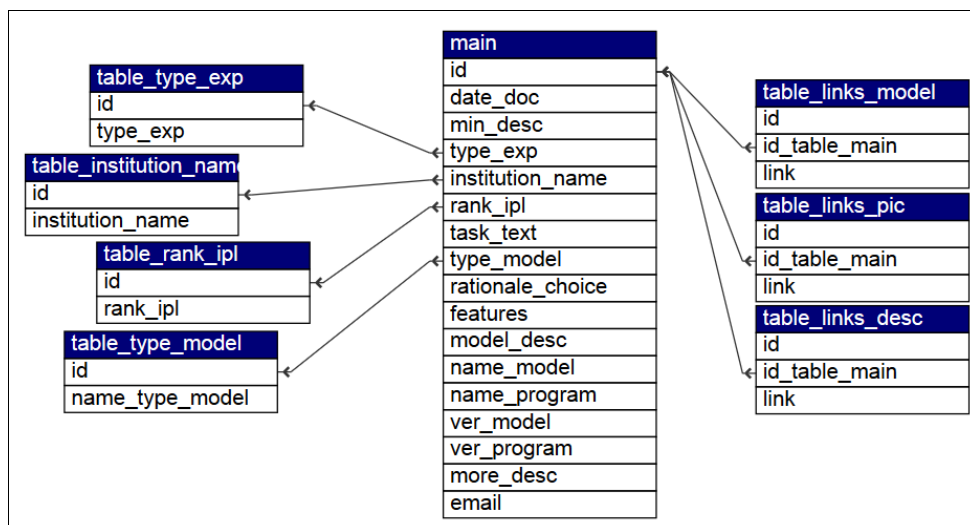 table_type_exp
id
type_exp
table_institution_nam
id
institution_name
table_rank_ipl
id
rank_ipl
table_type_model
id
name_type_model
main
id
date_doc
min_desc
type_exp
institution_name
rank_ipl
task_text
type_model
rationale_choice
features
model_desc
name_model
name_program
ver_model
ver_program
more_desc
email
table_links_model
id
id_table_main
link
table_links_pic
id
id_table_main
link
table_links_desc
id
id_table_main
link